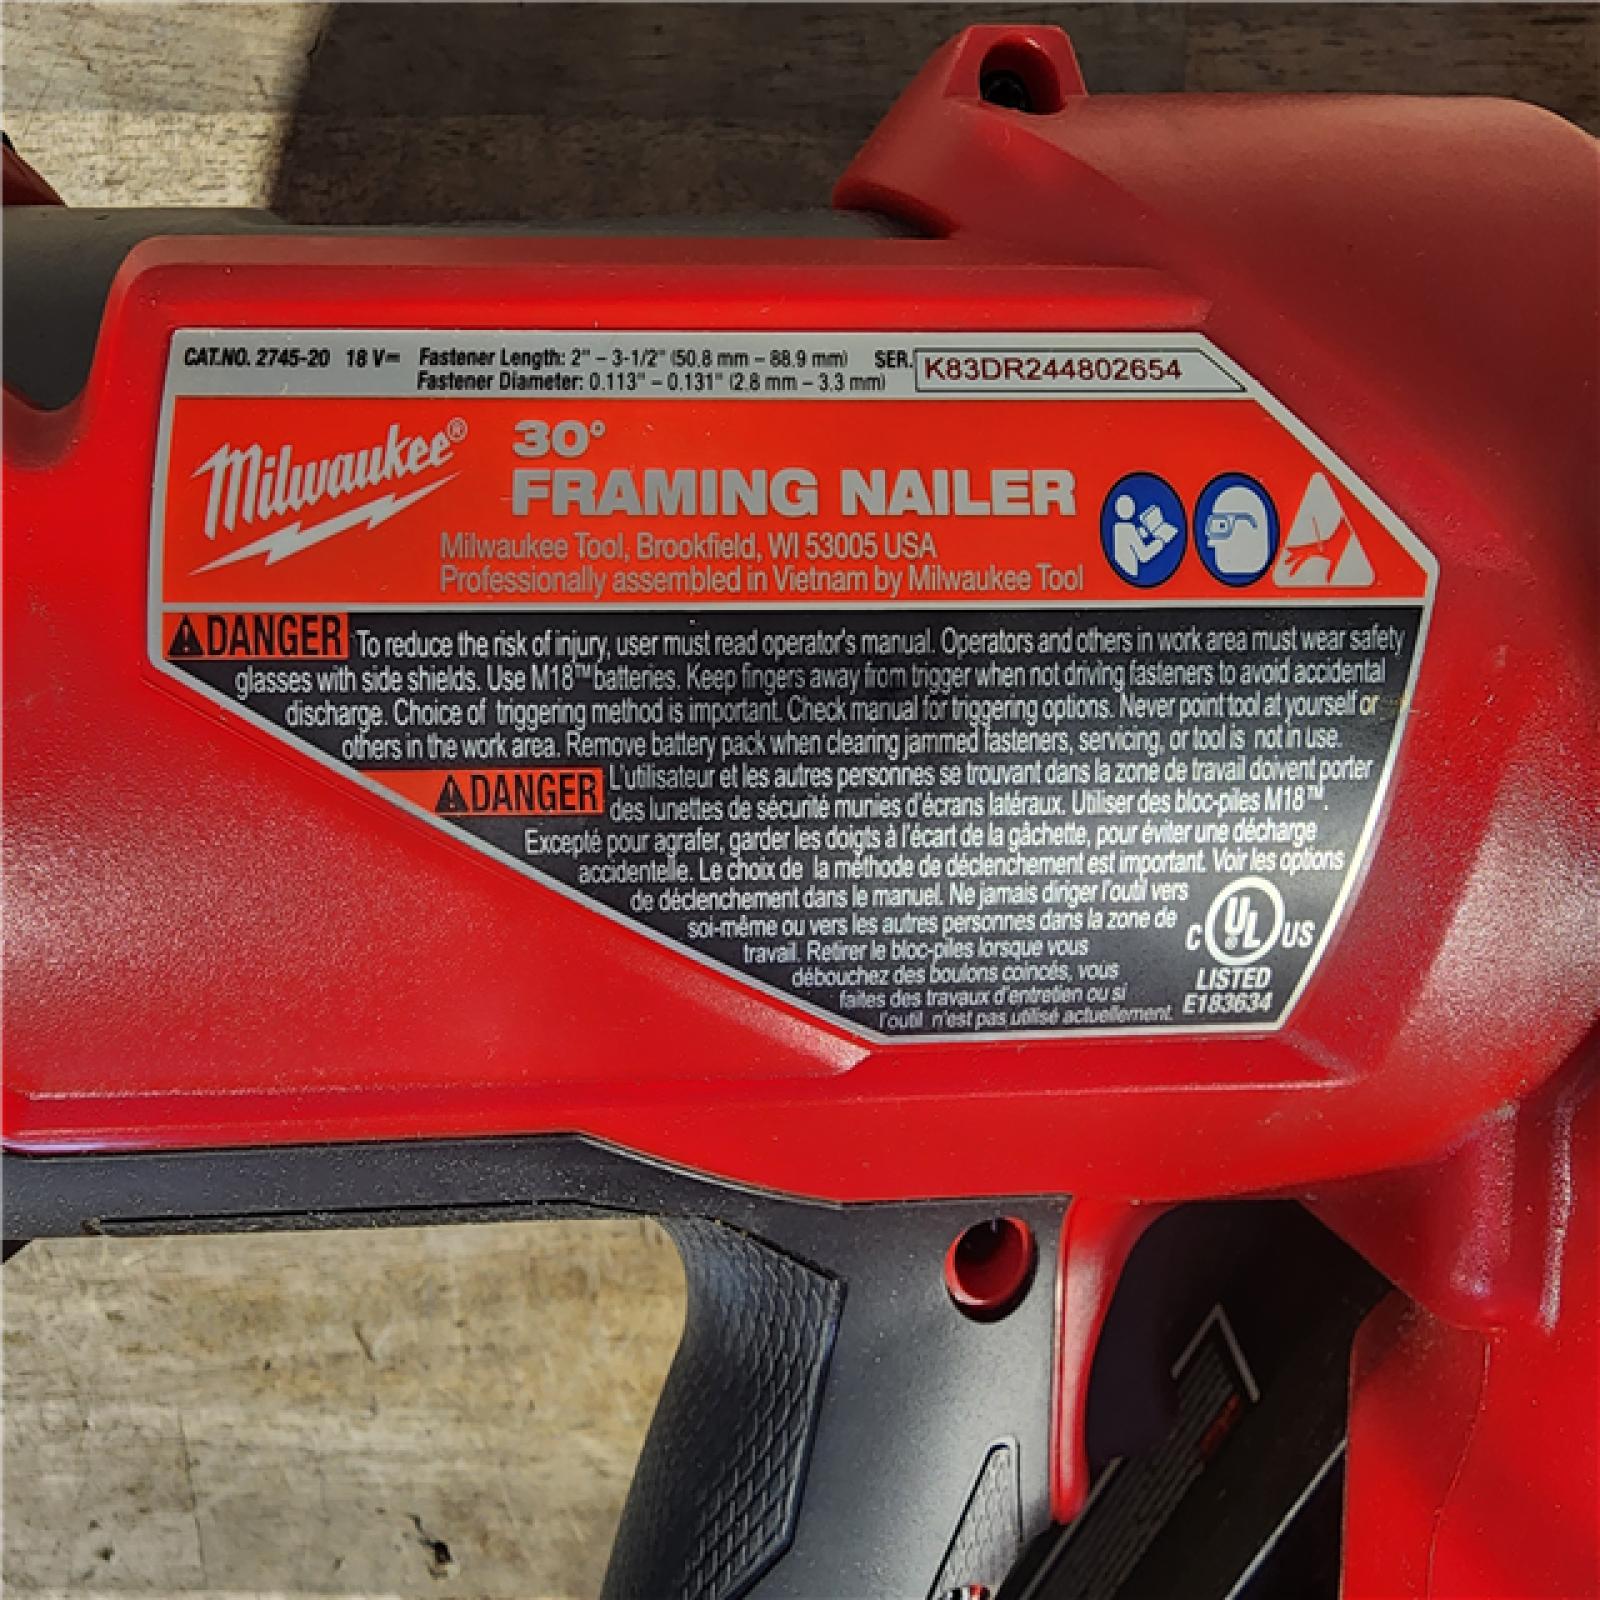 CAT.NO. 2745-20 18 V⎓ Fastener Length: 2" – 3-1/2" (50.8 mm – 88.9 mm) SER. K83DR244802654
Fastener Diameter: 0.113" – 0.131" (2.8 mm – 3.3 mm)
Milwaukee®
30°
FRAMING NAILER
Milwaukee Tool, Brookfield, WI 53005 USA
Professionally assembled in Vietnam by Milwaukee Tool
DANGER To reduce the risk of injury, user must read operator's manual. Operators and others in work area must wear safety
glasses with side shields. Use M18™ batteries. Keep fingers away from trigger when not driving fasteners to avoid accidental
discharge. Choice of triggering method is important. Check manual for triggering options. Never point tool at yourself or
others in the work area. Remove battery pack when clearing jammed fasteners, servicing, or tool is not in use.
DANGER L'utilisateur et les autres personnes se trouvant dans la zone de travail doivent porter
des lunettes de sécurité munies d'écrans latéraux. Utiliser des bloc-piles M18™.
Excepté pour agrafer, garder les doigts à l'écart de la gâchette, pour éviter une décharge
accidentelle. Le choix de la méthode de déclenchement est important. Voir les options
de déclenchement dans le manuel. Ne jamais diriger l'outil vers
soi-même ou vers les autres personnes dans la zone de
travail. Retirer le bloc-piles lorsque vous
débouchez des boulons coincés, vous
faites des travaux d'entretien ou si
l'outil n'est pas utilisé actuellement.
C UL® US
LISTED
E183634